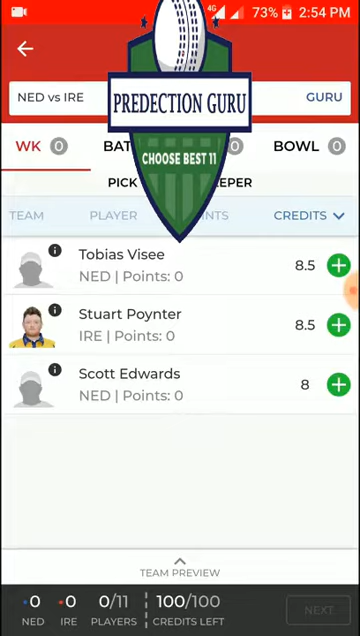 4G 73% 2:54 PM
NED vs IRE GURU
PREDECTION GURU
CHOOSE BEST 11
WK 0 BAT 0 BOWL 0
PICK EEPER
TEAM PLAYER INTS CREDITS
Tobias Visee
NED | Points: 0
8.5
Stuart Poynter
IRE | Points: 0
8.5
Scott Edwards
NED | Points: 0
8
TEAM PREVIEW
0 0 0/11 100/100
NED IRE PLAYERS CREDITS LEFT
NEXT